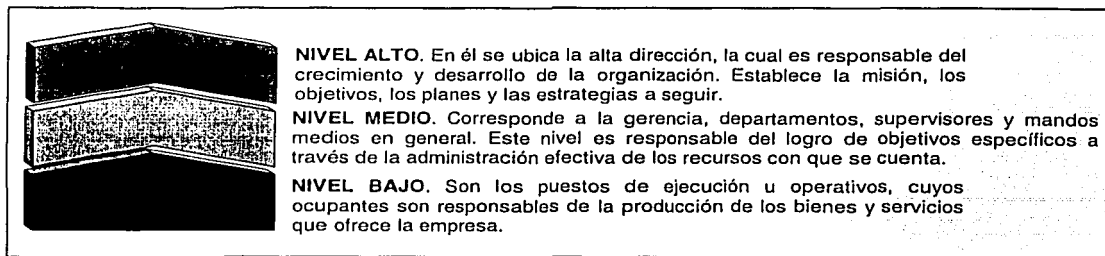 NIVEL ALTO. En él se ubica la alta dirección, la cual es responsable del
crecimiento y desarrollo de la organización. Establece la misión, los
objetivos, los planes y las estrategias a seguir.
NIVEL MEDIO. Corresponde a la gerencia, departamentos, supervisores y mandos
medios en general. Este nivel es responsable del logro de objetivos específicos a
través de la administración efectiva de los recursos con que se cuenta.
NIVEL BAJO. Son los puestos de ejecución u operativos, cuyos
ocupantes son responsables de la producción de los bienes y servicios
que ofrece la empresa.